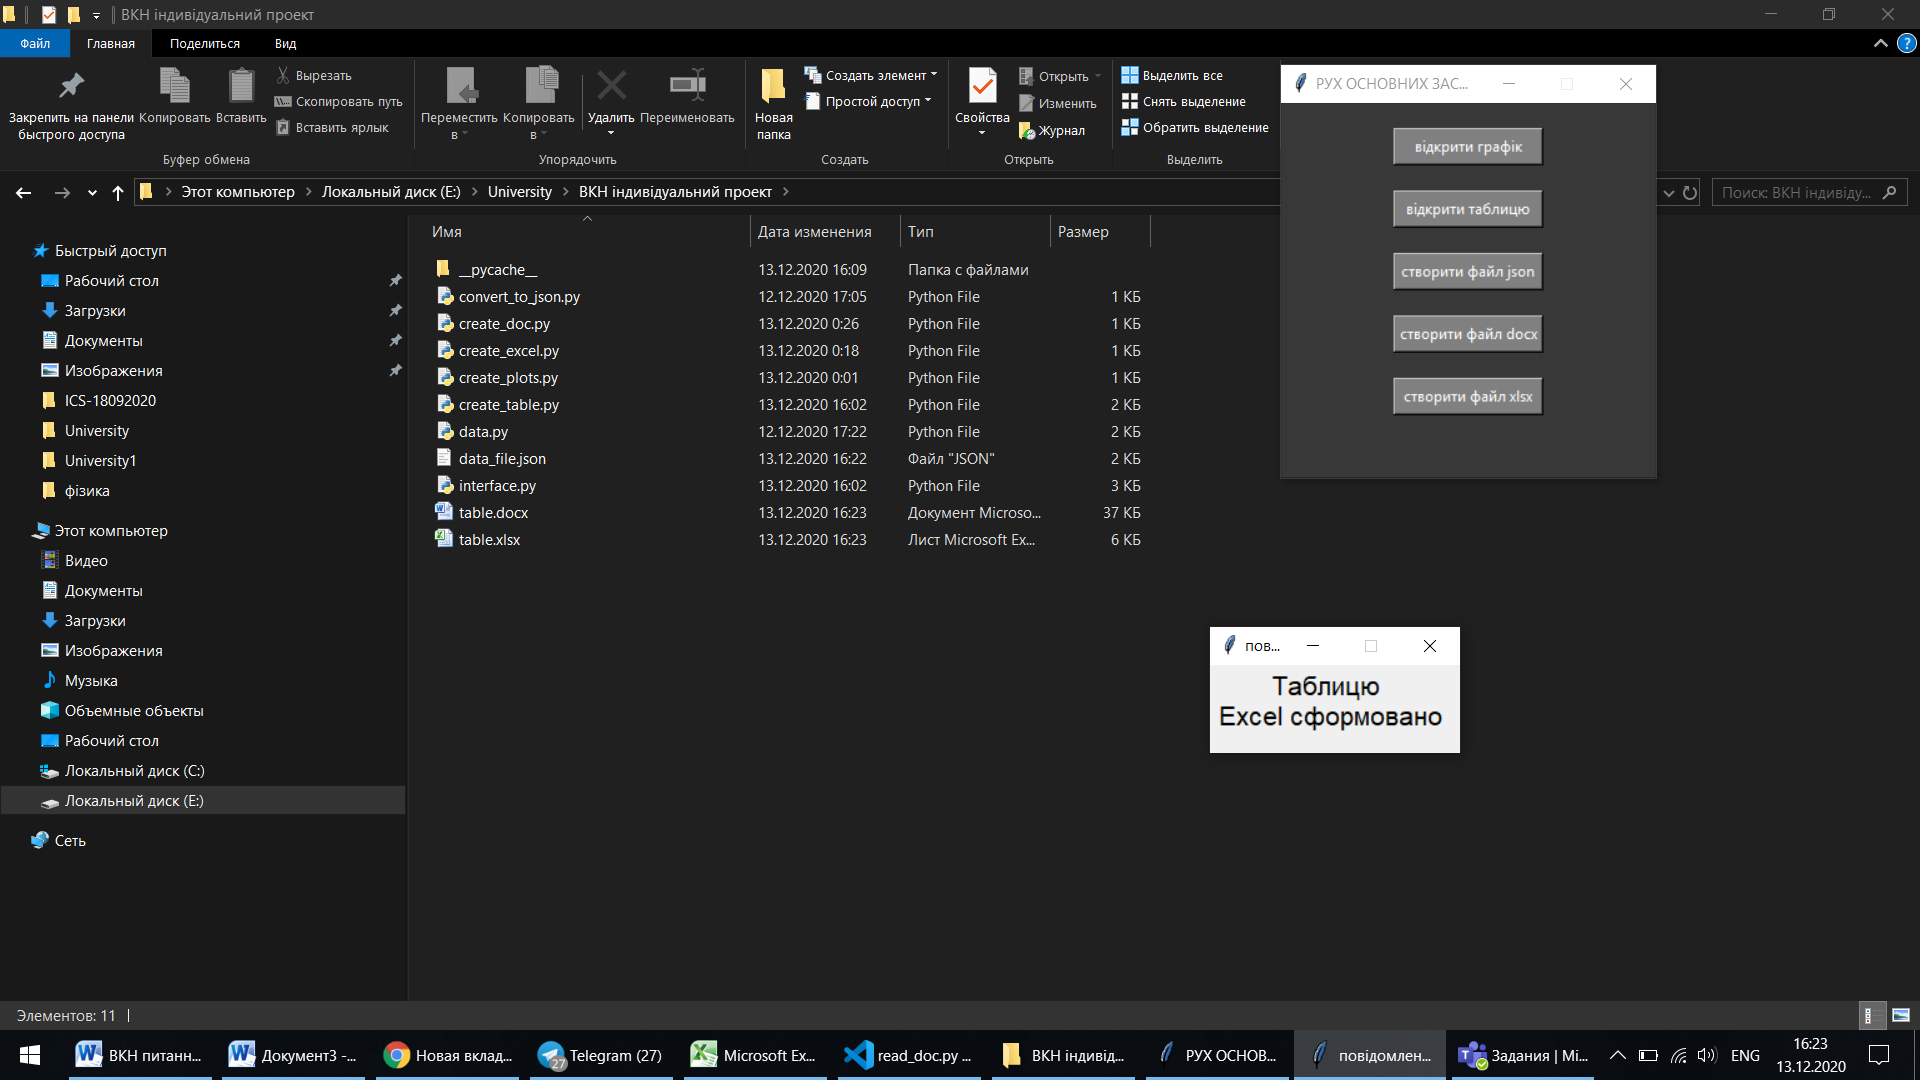 ВКН індивідуальний проект
Файл
Главная
Поделиться
Вид
Закрепить на панели
быстрого доступа
Копировать
Вставить
Вырезать
Скопировать путь
Вставить ярлык
Буфер обмена
Переместить
в
Копировать
в
Удалить
Переименовать
Упорядочить
Новая
папка
Создать элемент
Простой доступ
Создать
Свойства
Открыть
Изменить
Журнал
Открыть
Выделить все
Снять выделение
Обратить выделение
Выделить
Этот компьютер
Локальный диск (E:)
University
ВКН індивідуальний проект
Поиск: ВКН індивіду...
Быстрый доступ
Рабочий стол
Загрузки
Документы
Изображения
ICS-18092020
University
University1
фізика
Этот компьютер
Видео
Документы
Загрузки
Изображения
Музыка
Объемные объекты
Рабочий стол
Локальный диск (C:)
Локальный диск (E:)
Сеть
Имя Дата изменения Тип Размер
__pycache__ 13.12.2020 16:09 Папка с файлами
convert_to_json.py 12.12.2020 17:05 Python File 1 КБ
create_doc.py 13.12.2020 0:26 Python File 1 КБ
create_excel.py 13.12.2020 0:18 Python File 1 КБ
create_plots.py 13.12.2020 0:01 Python File 1 КБ
create_table.py 13.12.2020 16:02 Python File 2 КБ
data.py 12.12.2020 17:22 Python File 2 КБ
data_file.json 13.12.2020 16:22 Файл "JSON" 2 КБ
interface.py 13.12.2020 16:02 Python File 3 КБ
table.docx 13.12.2020 16:23 Документ Microso... 37 КБ
table.xlsx 13.12.2020 16:23 Лист Microsoft Ex... 6 КБ
РУХ ОСНОВНИХ ЗАС...
відкрити графік
відкрити таблицю
створити файл json
створити файл docx
створити файл xlsx
пов...
Таблицю
Excel сформовано
Элементов: 11
ВКН питанн...
Документ3 -...
Новая вклад...
27
Telegram (27)
Microsoft Ex...
read_doc.py ...
ВКН індивід...
РУХ ОСНОВ...
повідомлен...
Задания | Mi...
ENG
16:23
13.12.2020